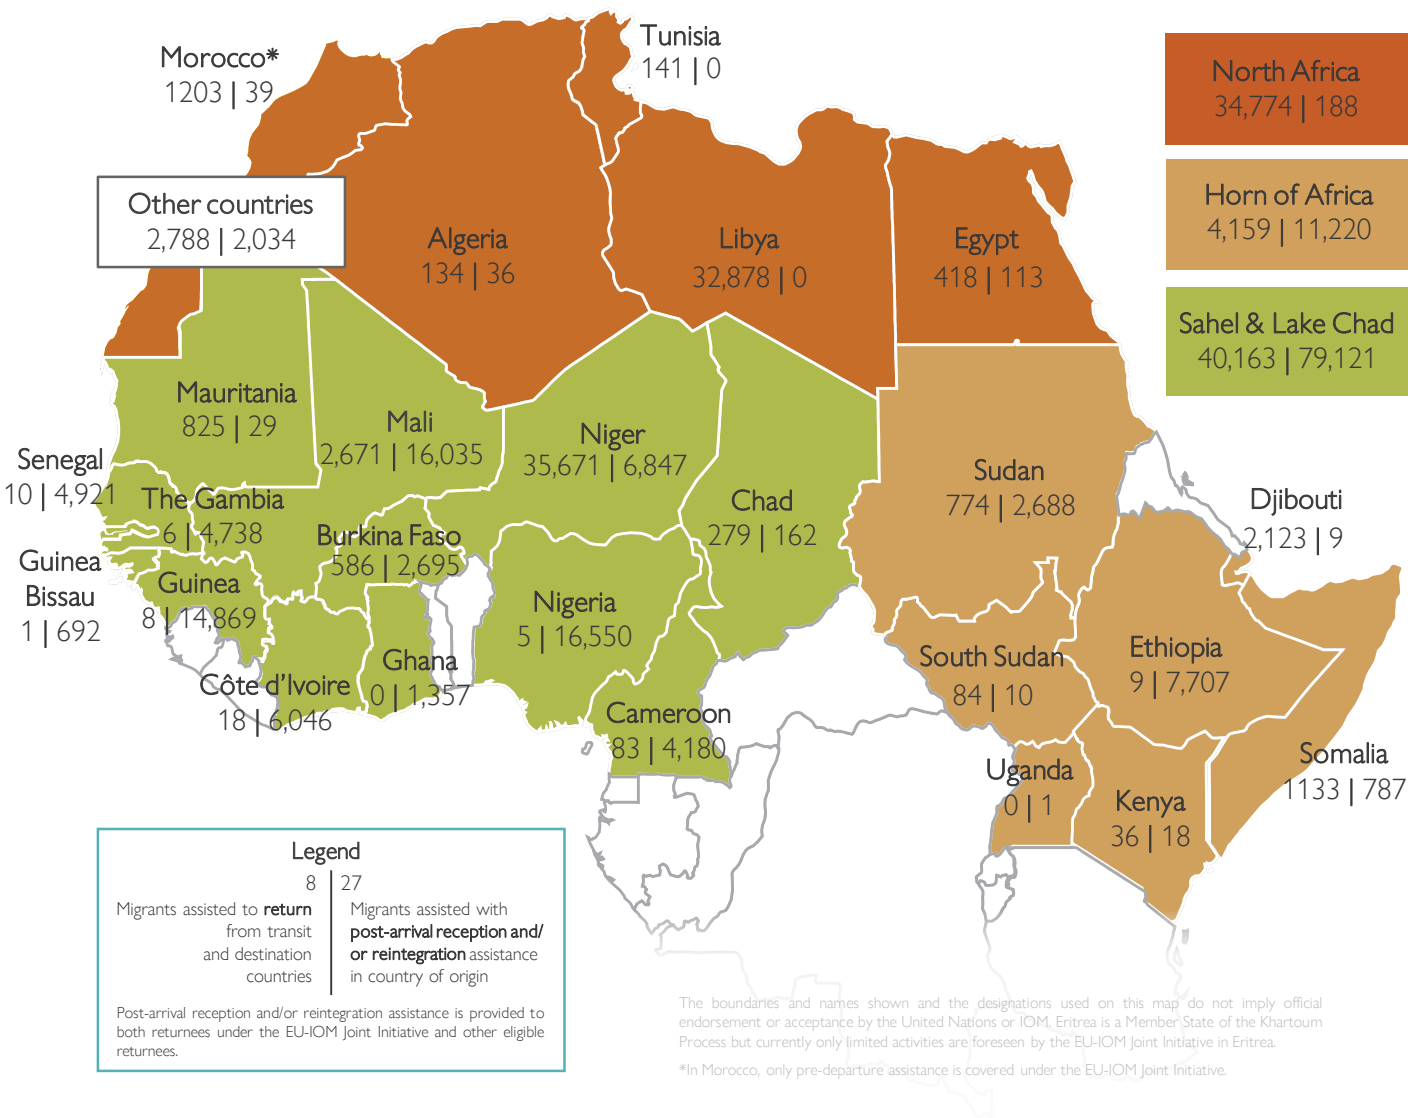 Morocco*
1203 | 39
Tunisia
141 | 0
North Africa
34,774 | 188
Horn of Africa
4,159 | 11,220
Sahel & Lake Chad
40,163 | 79,121
Other countries
2,788 | 2,034
Algeria
134 | 36
Libya
32,878 | 0
Egypt
418 | 113
Mauritania
825 | 29
Mali
2,671 | 16,035
Niger
35,671 | 6,847
Chad
279 | 162
Sudan
774 | 2,688
Djibouti
2,123 | 9
Senegal
10 | 4,921
The Gambia
6 | 4,738
Burkina Faso
586 | 2,695
Guinea
Bissau
1 | 692
Guinea
8 | 14,869
Nigeria
5 | 16,550
Ghana
0 | 1,357
Côte d'Ivoire
18 | 6,046
Cameroon
83 | 4,180
South Sudan
84 | 10
Ethiopia
9 | 7,707
Uganda
0 | 1
Kenya
36 | 18
Somalia
1133 | 787
Legend
8 | 27
Migrants assisted to return
from transit
and destination
countries
Migrants assisted with
post-arrival reception and/
or reintegration assistance
in country of origin
Post-arrival reception and/or reintegration assistance is provided to
both returnees under the EU-IOM Joint Initiative and other eligible
returnees.
The boundaries and names shown and the designations used on this map do not imply official
endorsement or acceptance by the United Nations or IOM. Eritrea is a Member State of the Khartoum
Process but currently only limited activities are foreseen by the EU-IOM Joint Initiative in Eritrea.
*In Morocco, only pre-departure assistance is covered under the EU-IOM Joint Initiative.